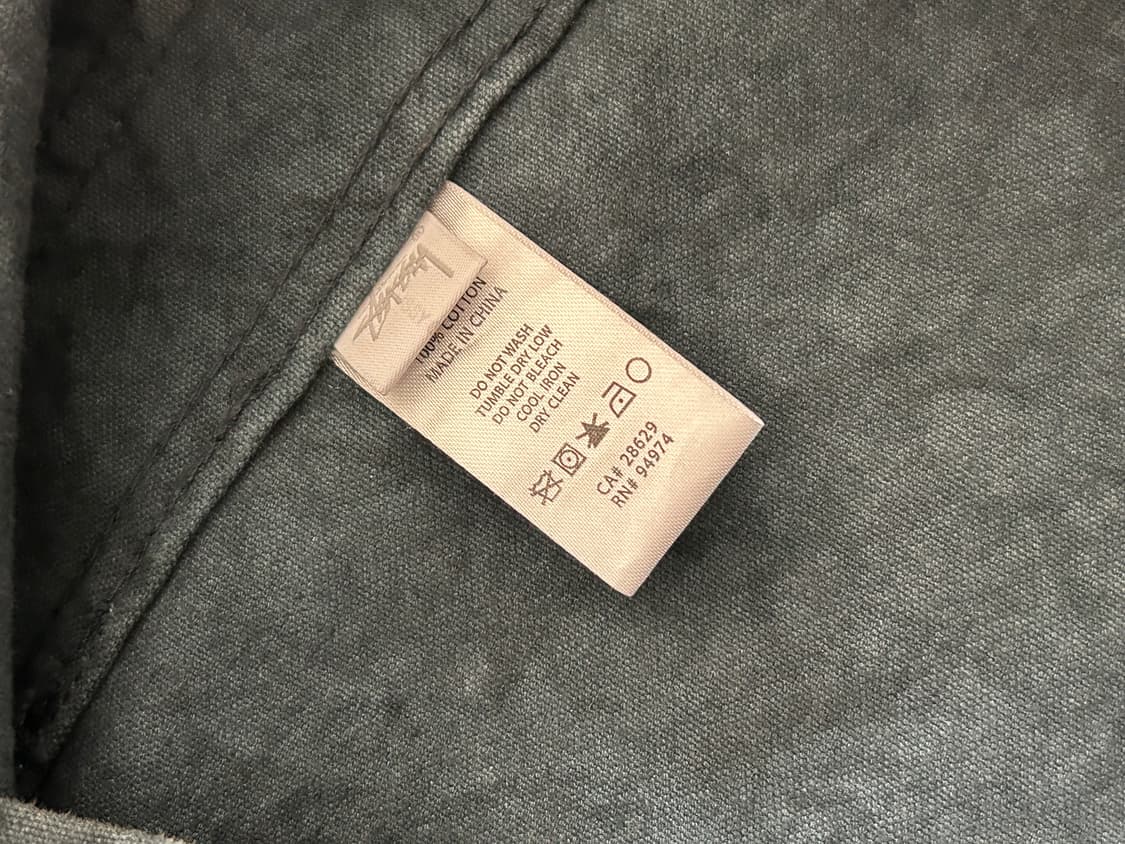 100% COTTON
MADE IN CHINA
DO NOT WASH
TUMBLE DRY LOW
DO NOT BLEACH
COOL IRON
DRY CLEAN
CA# 28629
RN# 94974